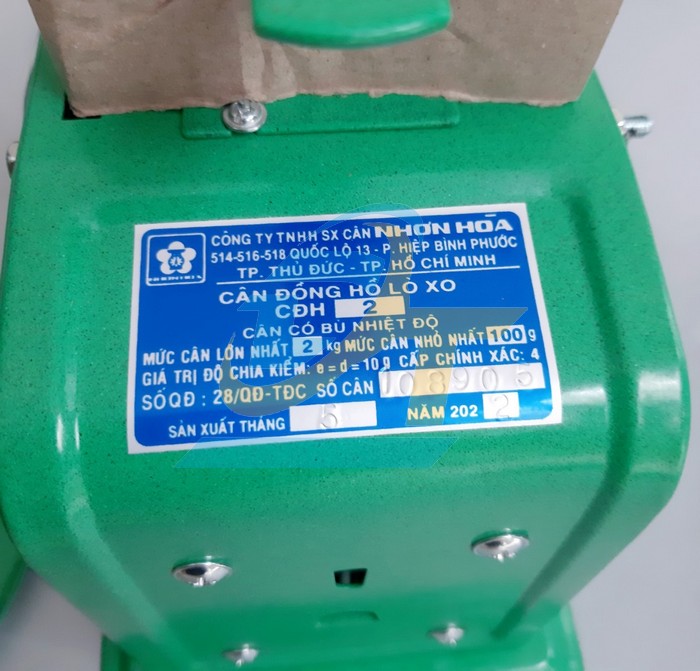 CÔNG TY TNHH SX CÂN NHƠN HÒA
514-516-518 QUỐC LỘ 13 - P. HIỆP BÌNH PHƯỚC
TP. THỦ ĐỨC - TP. HỒ CHÍ MINH
CÂN ĐỒNG HỒ LÒ XO
CĐH 2
CÂN CÓ BÙ NHIỆT ĐỘ
MỨC CÂN LỚN NHẤT 2 kg MỨC CÂN NHỎ NHẤT 100 g
GIÁ TRỊ ĐỘ CHIA KIỂM: e = d = 10 g CẤP CHÍNH XÁC: 4
SỐ QĐ : 28/QĐ-TĐC SỐ CÂN 108905
SẢN XUẤT THÁNG 5 NĂM 2022